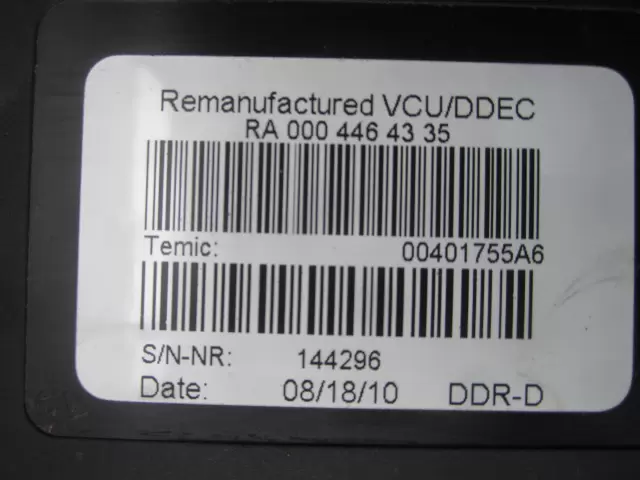 Remanufactured VCU/DDEC
RA 000 446 43 35
Temic: 00401755A6
S/N-NR: 144296
Date: 08/18/10 DDR-D